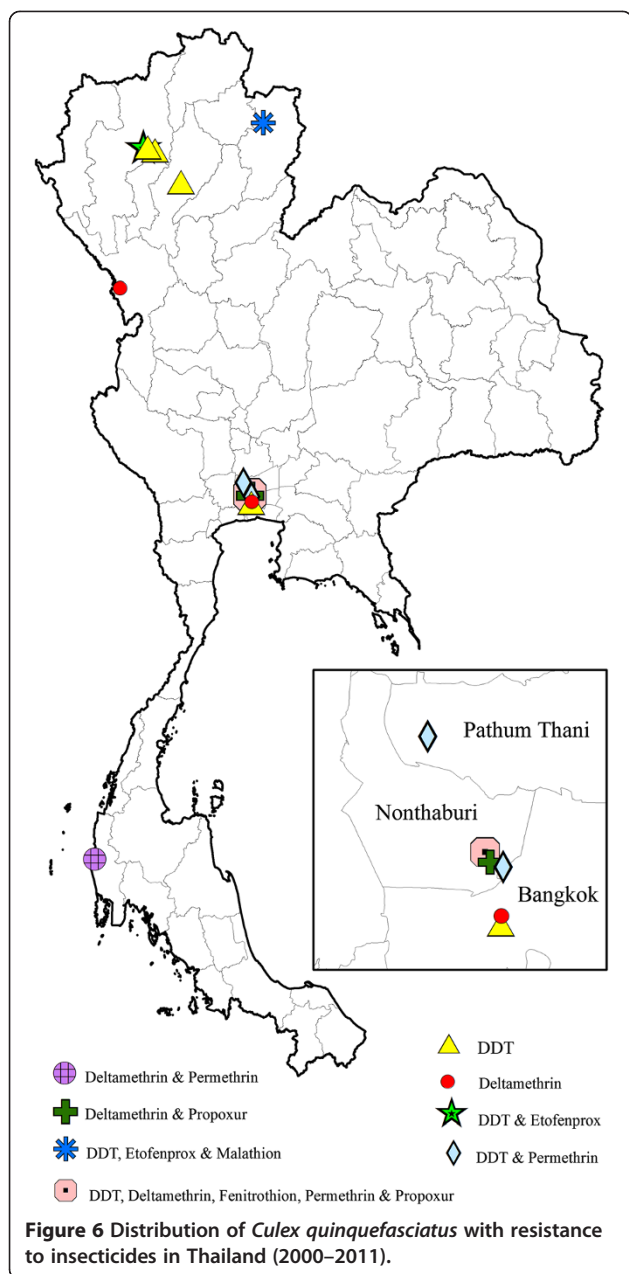 Pathum Thani
Nonthaburi
Bangkok
Deltamethrin & Permethrin
DDT
Deltamethrin & Propoxur
Deltamethrin
DDT, Etofenprox & Malathion
DDT & Etofenprox
DDT & Permethrin
DDT, Deltamethrin, Fenitrothion, Permethrin & Propoxur
Figure 6 Distribution of Culex quinquefasciatus with resistance
to insecticides in Thailand (2000–2011).